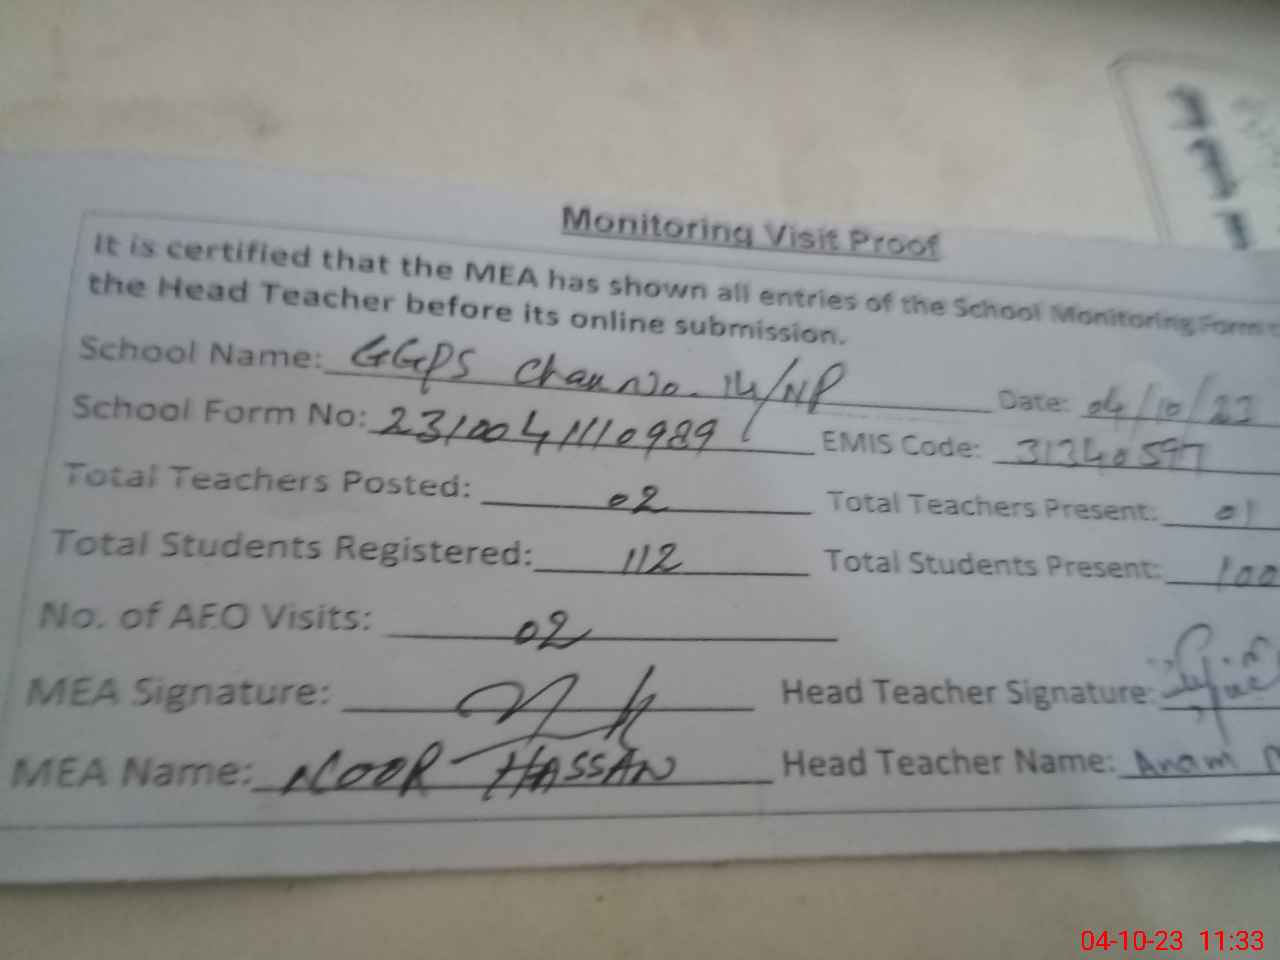 Monitoring Visit Proof
It is certified that the MEA has shown all entries of the School Monitoring Form
the Head Teacher before its online submission.
School Name: GGPS Chak No. 14/NP Date: 04/10/23
School Form No: 2310041110989 EMIS Code: 31340597
Total Teachers Posted: 02 Total Teachers Present: 01
Total Students Registered: 112 Total Students Present: 100
No. of AEO Visits: 02
MEA Signature: Head Teacher Signature:
MEA Name: NOOR HASSAN Head Teacher Name: Anam
04-10-23 11:33